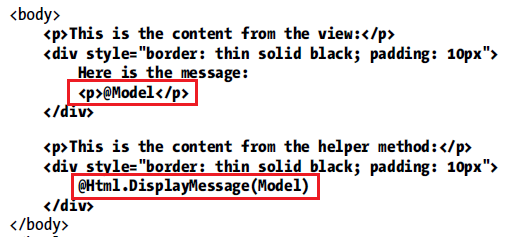 <body>
<p>This is the content from the view:</p>
<div style="border: thin solid black; padding: 10px">
Here is the message:
<p>@Model</p>
</div>
<p>This is the content from the helper method:</p>
<div style="border: thin solid black; padding: 10px">
@Html.DisplayMessage(Model)
</div>
</body>